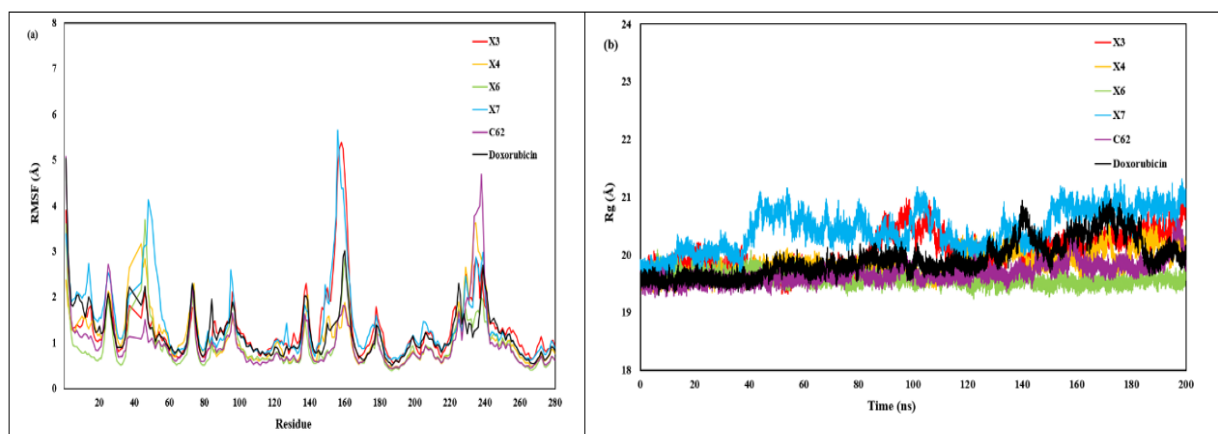 (a)
8
7
6
5
4
3
2
1
0
RMSF (Å)
20 40 60 80 100 120 140 160 180 200 220 240 260 280
Residue
X3
X4
X6
X7
C62
Doxorubicin
(b)
24
23
22
21
20
19
18
Rg (Å)
0 20 40 60 80 100 120 140 160 180 200
Time (ns)
X3
X4
X6
X7
C62
Doxorubicin